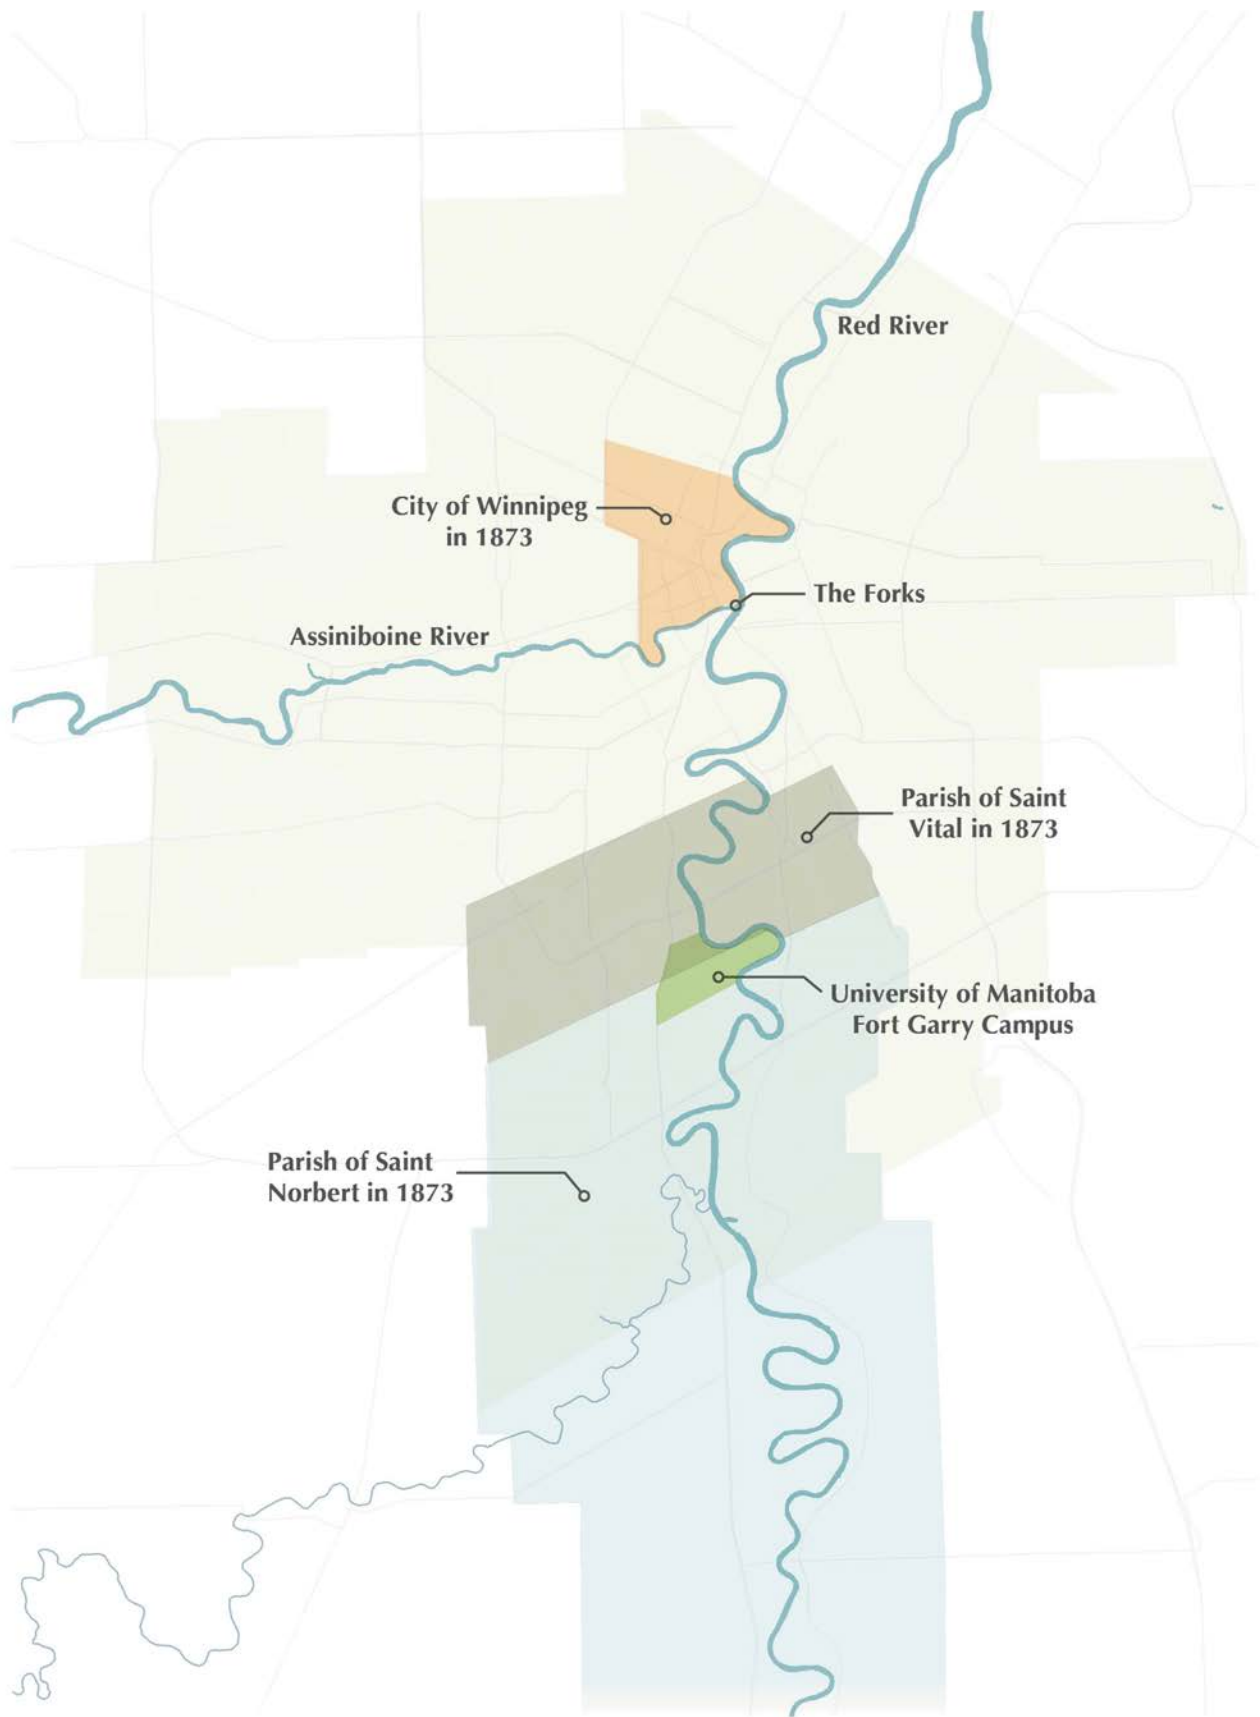 Red River
City of Winnipeg
in 1873
The Forks
Assiniboine River
Parish of Saint
Vital in 1873
University of Manitoba
Fort Garry Campus
Parish of Saint
Norbert in 1873